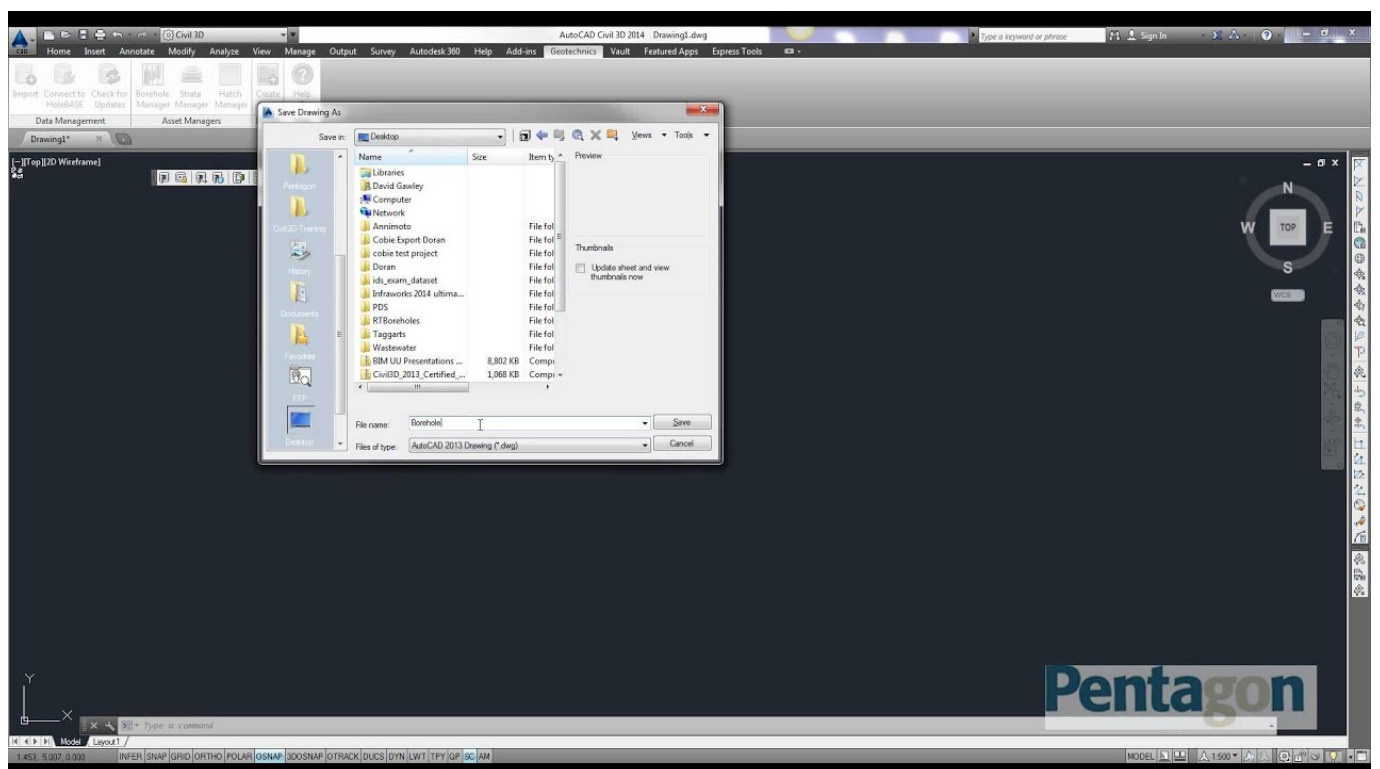 Civil 3D
AutoCAD Civil 3D 2014 Drawing1.dwg
Type a keyword or phrase
Sign In
Home Insert Annotate Modify Analyze View Manage Output Survey Autodesk 360 Help Add-ins Geotechnics Vault Featured Apps Express Tools
Import Connect to Check for Borehole Strata Hatch Create Help
HoleBASE Updates Manager Manager Manager
Data Management Asset Managers
Drawing1*
[-][Top][2D Wireframe]
Save Drawing As
Save in: Desktop Views Tools
Name Size Item ty Preview
Libraries
David Gawley
Computer
Network
Annimoto File fol
Cobie Export Doran File fol
cobie test project File fol
Doran File fol
ids_exam_dataset File fol
Infraworks 2014 ultima... File fol
PDS File fol
RTBoreholes File fol
Taggarts File fol
Wastewater File fol
BIM UU Presentations ... 8,802 KB Compr
Civil3D_2013_Certified_... 1,068 KB Compr
Pentagon
Civil3D-Training
History
Documents
Favorites
FTP
Desktop
Thumbnails
Update sheet and view
thumbnails now
File name: Borehole Save
Files of type: AutoCAD 2013 Drawing (*.dwg) Cancel
N
W TOP E
S
WCS
Pentagon
Y
X
Type a command
Model Layout1
1.453, 5.007, 0.000 INFER SNAP GRID ORTHO POLAR OSNAP 3DOSNAP OTRACK DUCS DYN LWT TPY QP SC AM MODEL 1:500